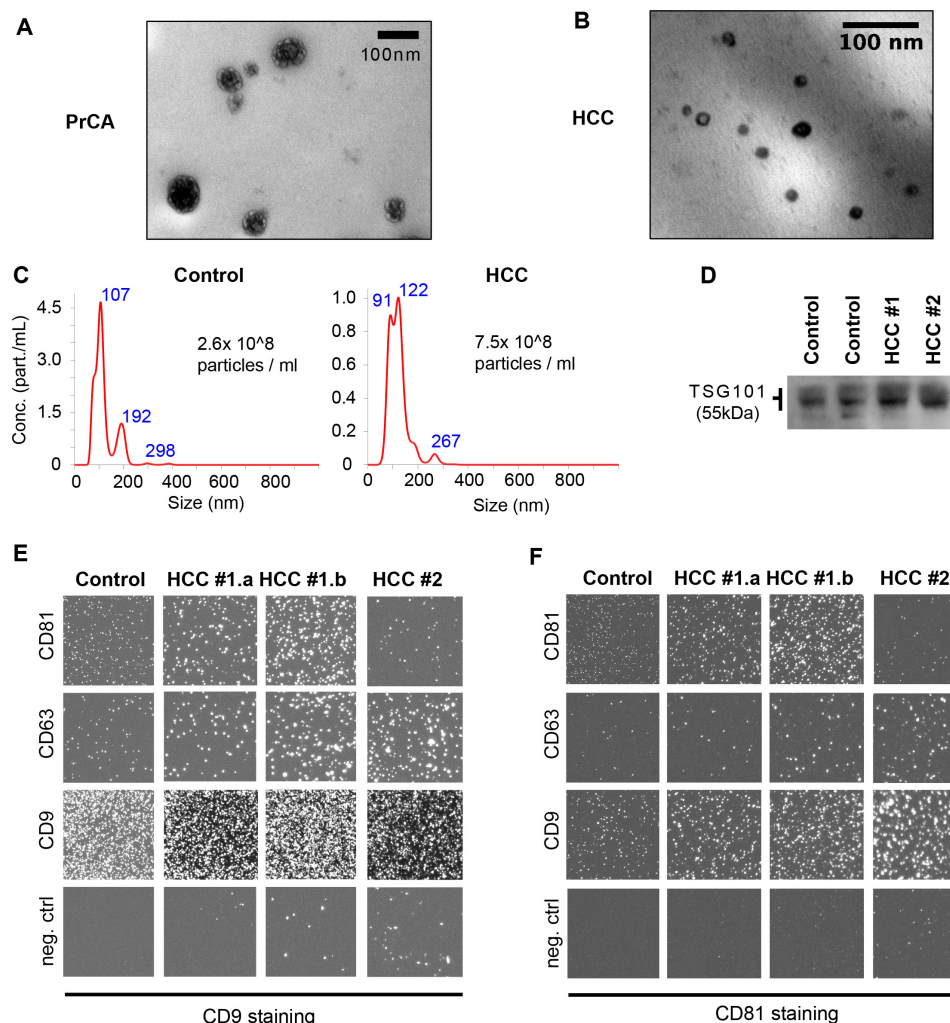 A
PrCA
100nm
B
HCC
100 nm
C
Control
Conc. (part./mL)
4.5
3.0
1.5
0
107
192
298
2.6x 10^8
particles / ml
0
200
400
600
800
Size (nm)
HCC
1.0
0.8
0.6
0.4
0.2
0
91
122
267
7.5x 10^8
particles / ml
0
200
400
600
800
Size (nm)
D
Control
Control
HCC #1
HCC #2
TSG101
(55kDa)
E
Control
HCC #1.a
HCC #1.b
HCC #2
CD81
CD63
CD9
neg. ctrl
CD9 staining
F
Control
HCC #1.a
HCC #1.b
HCC #2
CD81
CD63
CD9
neg. ctrl
CD81 staining